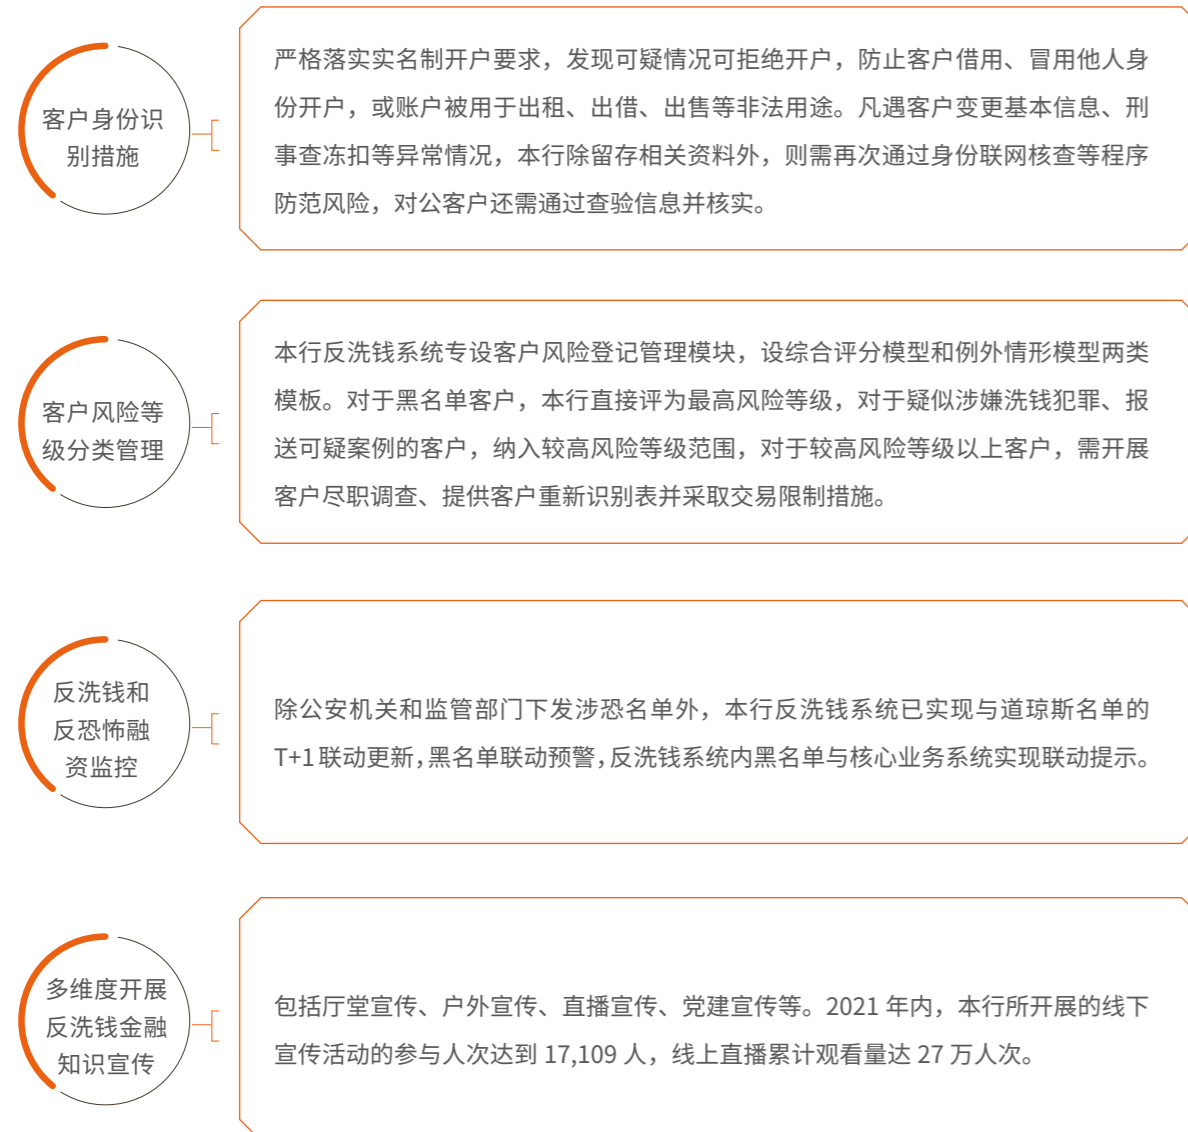 客户身份识
别措施
严格落实实名制开户要求，发现可疑情况可拒绝开户，防止客户借用、冒用他人身
份开户，或账户被用于出租、出借、出售等非法用途。凡遇客户变更基本信息、刑
事查冻扣等异常情况，本行除留存相关资料外，则需再次通过身份联网核查等程序
防范风险，对公客户还需通过查验信息并核实。
客户风险等
级分类管理
本行反洗钱系统专设客户风险登记管理模块，设综合评分模型和例外情形模型两类
模板。对于黑名单客户，本行直接评为最高风险等级，对于疑似涉嫌洗钱犯罪、报
送可疑案例的客户，纳入较高风险等级范围，对于较高风险等级以上客户，需开展
客户尽职调查、提供客户重新识别表并采取交易限制措施。
反洗钱和
反恐怖融
资监控
除公安机关和监管部门下发涉恐名单外，本行反洗钱系统已实现与道琼斯名单的
T+1联动更新，黑名单联动预警，反洗钱系统内黑名单与核心业务系统实现联动提示。
多维度开展
反洗钱金融
知识宣传
包括厅堂宣传、户外宣传、直播宣传、党建宣传等。2021 年内，本行所开展的线下
宣传活动的参与人次达到 17,109 人，线上直播累计观看量达 27 万人次。